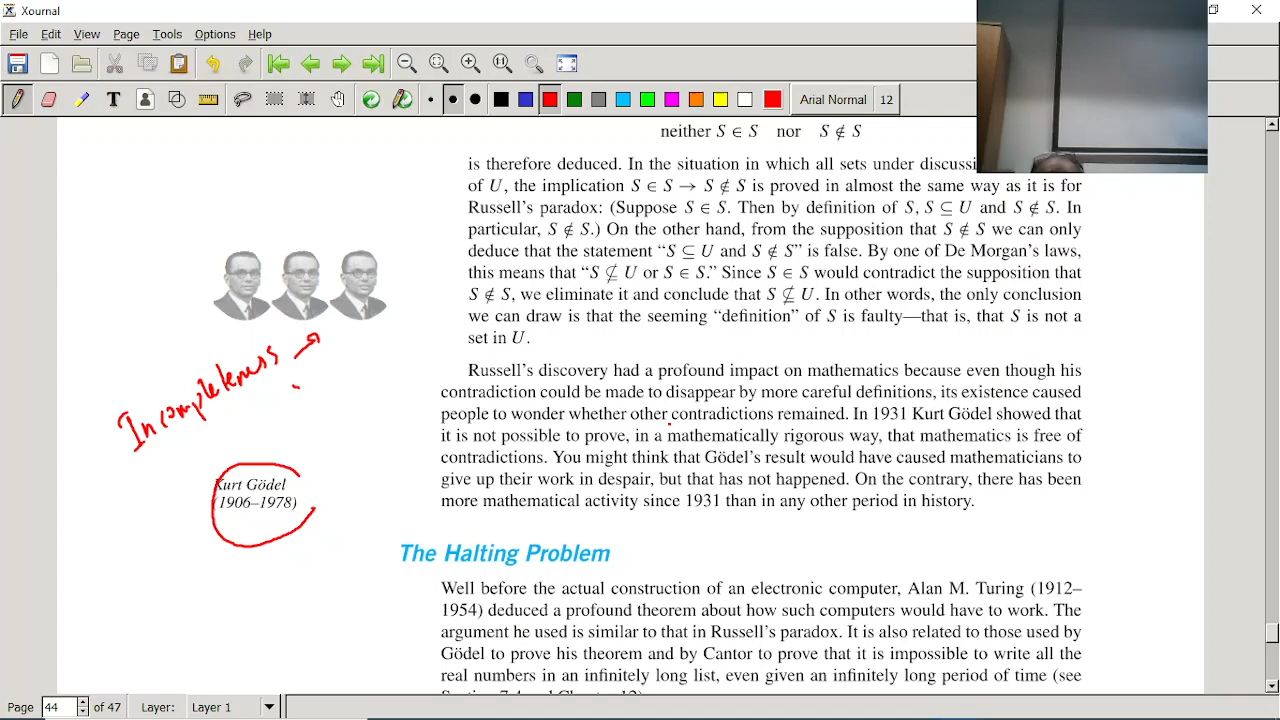 Xournal
File Edit View Page Tools Options Help
Arial Normal 12
neither S ∈ S nor S ∉ S
is therefore deduced. In the situation in which all sets under
of U, the implication S ∈ S → S ∉ S is proved in almost the same way as it is for
Russell's paradox: (Suppose S ∈ S. Then by definition of S, S ⊆ U and S ∉ S. In
particular, S ∉ S.) On the other hand, from the supposition that S ∉ S we can only
deduce that the statement “S ⊆ U and S ∉ S” is false. By one of De Morgan's laws,
this means that “S ⊈ U or S ∈ S.” Since S ∈ S would contradict the supposition that
S ∉ S, we eliminate it and conclude that S ⊈ U. In other words, the only conclusion
we can draw is that the seeming “definition” of S is faulty—that is, that S is not a
set in U.
Incompleteness →
Russell's discovery had a profound impact on mathematics because even though his
contradiction could be made to disappear by more careful definitions, its existence caused
people to wonder whether other contradictions remained. In 1931 Kurt Gödel showed that
it is not possible to prove, in a mathematically rigorous way, that mathematics is free of
contradictions. You might think that Gödel's result would have caused mathematicians to
give up their work in despair, but that has not happened. On the contrary, there has been
more mathematical activity since 1931 than in any other period in history.
Kurt Gödel
(1906–1978)
The Halting Problem
Well before the actual construction of an electronic computer, Alan M. Turing (1912–
1954) deduced a profound theorem about how such computers would have to work. The
argument he used is similar to that in Russell's paradox. It is also related to those used by
Gödel to prove his theorem and by Cantor to prove that it is impossible to write all the
real numbers in an infinitely long list, even given an infinitely long period of time (see
Page 44 of 47 Layer: Layer 1